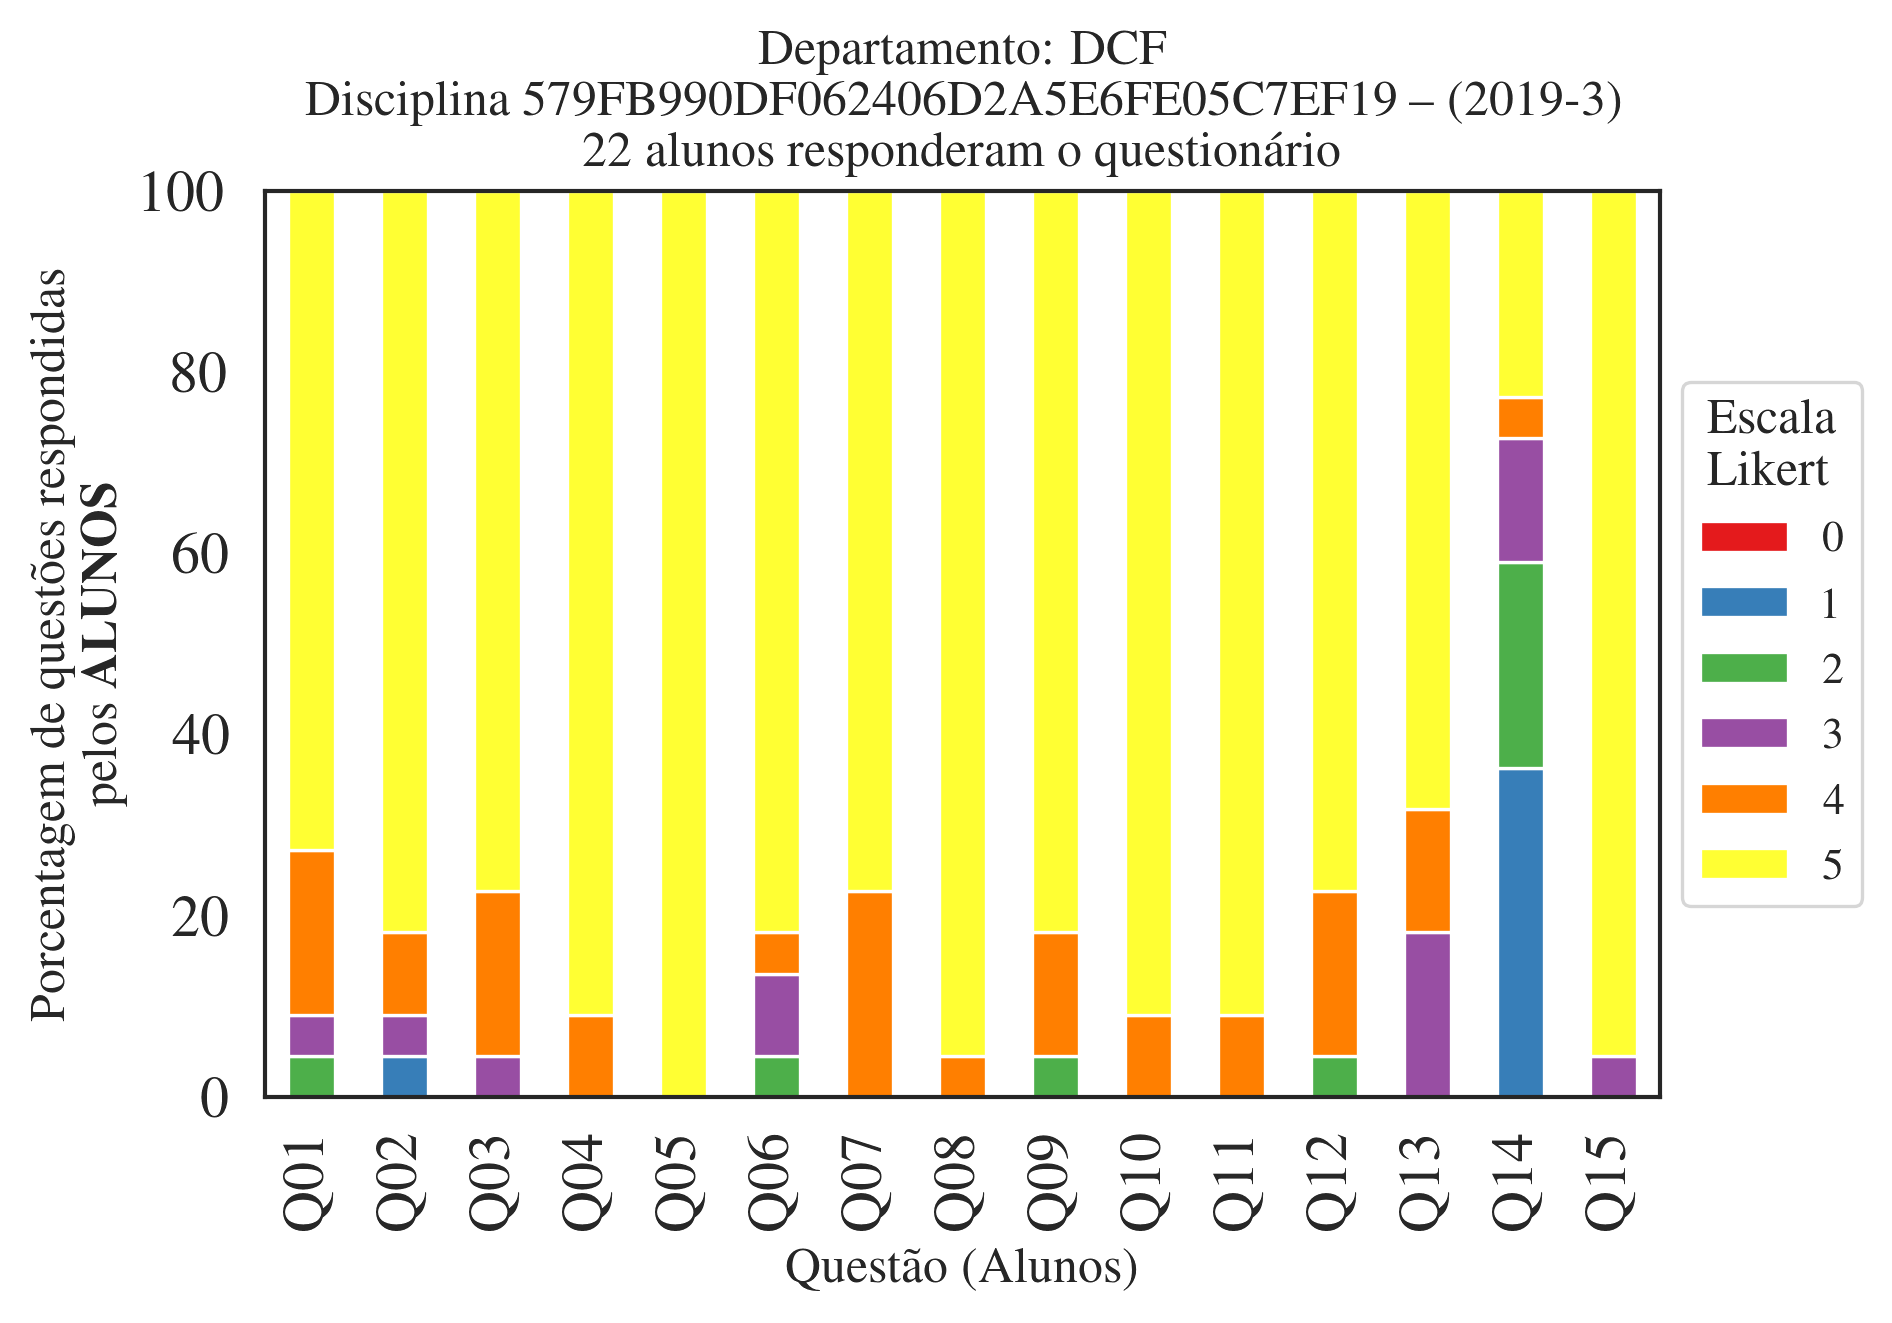 Departamento: DCF
Disciplina 579FB990DF062406D2A5E6FE05C7EF19 – (2019-3)
22 alunos responderam o questionário
Porcentagem de questões respondidas
pelos ALUNOS
100
80
60
40
20
0
Q01
Q02
Q03
Q04
Q05
Q06
Q07
Q08
Q09
Q10
Q11
Q12
Q13
Q14
Q15
Questão (Alunos)
Escala
Likert
0
1
2
3
4
5